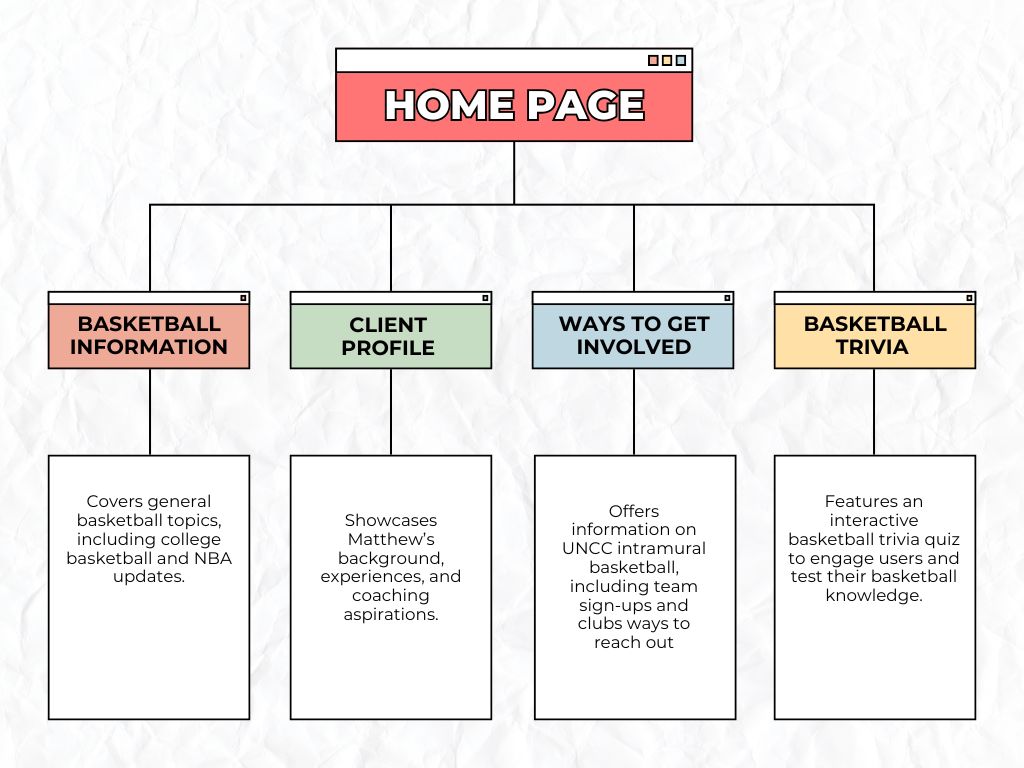 HOME PAGE
BASKETBALL
INFORMATION
CLIENT
PROFILE
WAYS TO GET
INVOLVED
BASKETBALL
TRIVIA
Covers general
basketball topics,
including college
basketball and NBA
updates.
Showcases
Matthew’s
background,
experiences, and
coaching
aspirations.
Offers
information on
UNCC intramural
basketball,
including team
sign-ups and
clubs ways to
reach out
Features an
interactive
basketball trivia quiz
to engage users and
test their basketball
knowledge.